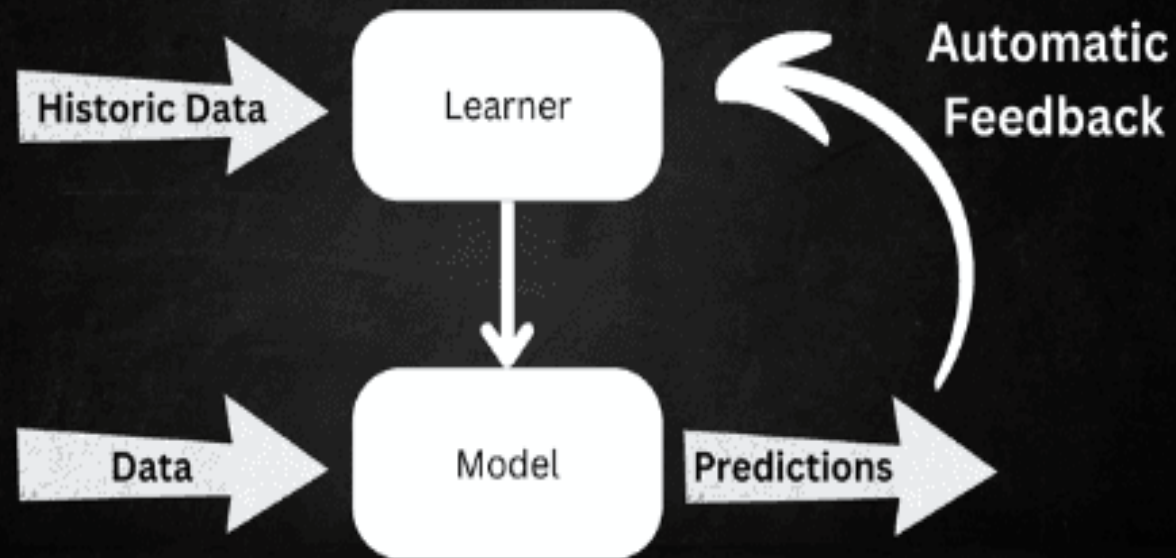 Automatic
Feedback
Historic Data
Learner
Data
Model
Predictions